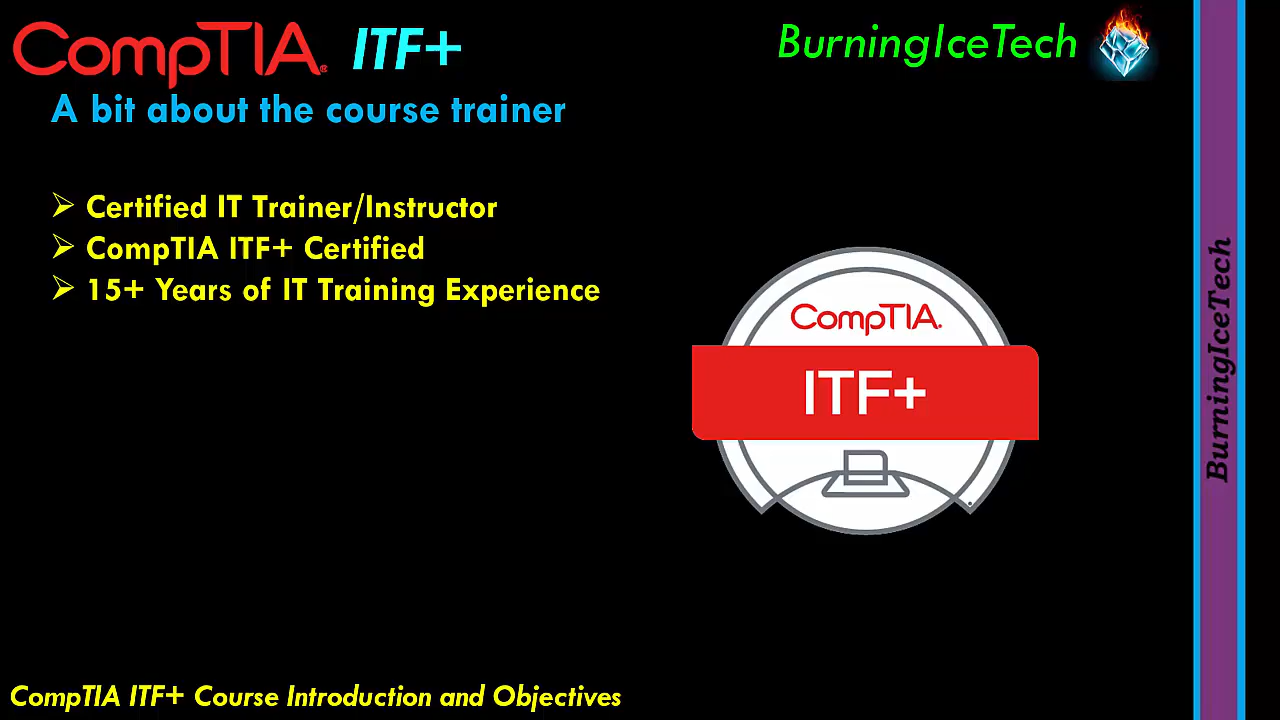 CompTIA® ITF+
BurningIceTech
A bit about the course trainer
➢ Certified IT Trainer/Instructor
➢ CompTIA ITF+ Certified
➢ 15+ Years of IT Training Experience
CompTIA.
ITF+
BurningIceTech
CompTIA ITF+ Course Introduction and Objectives